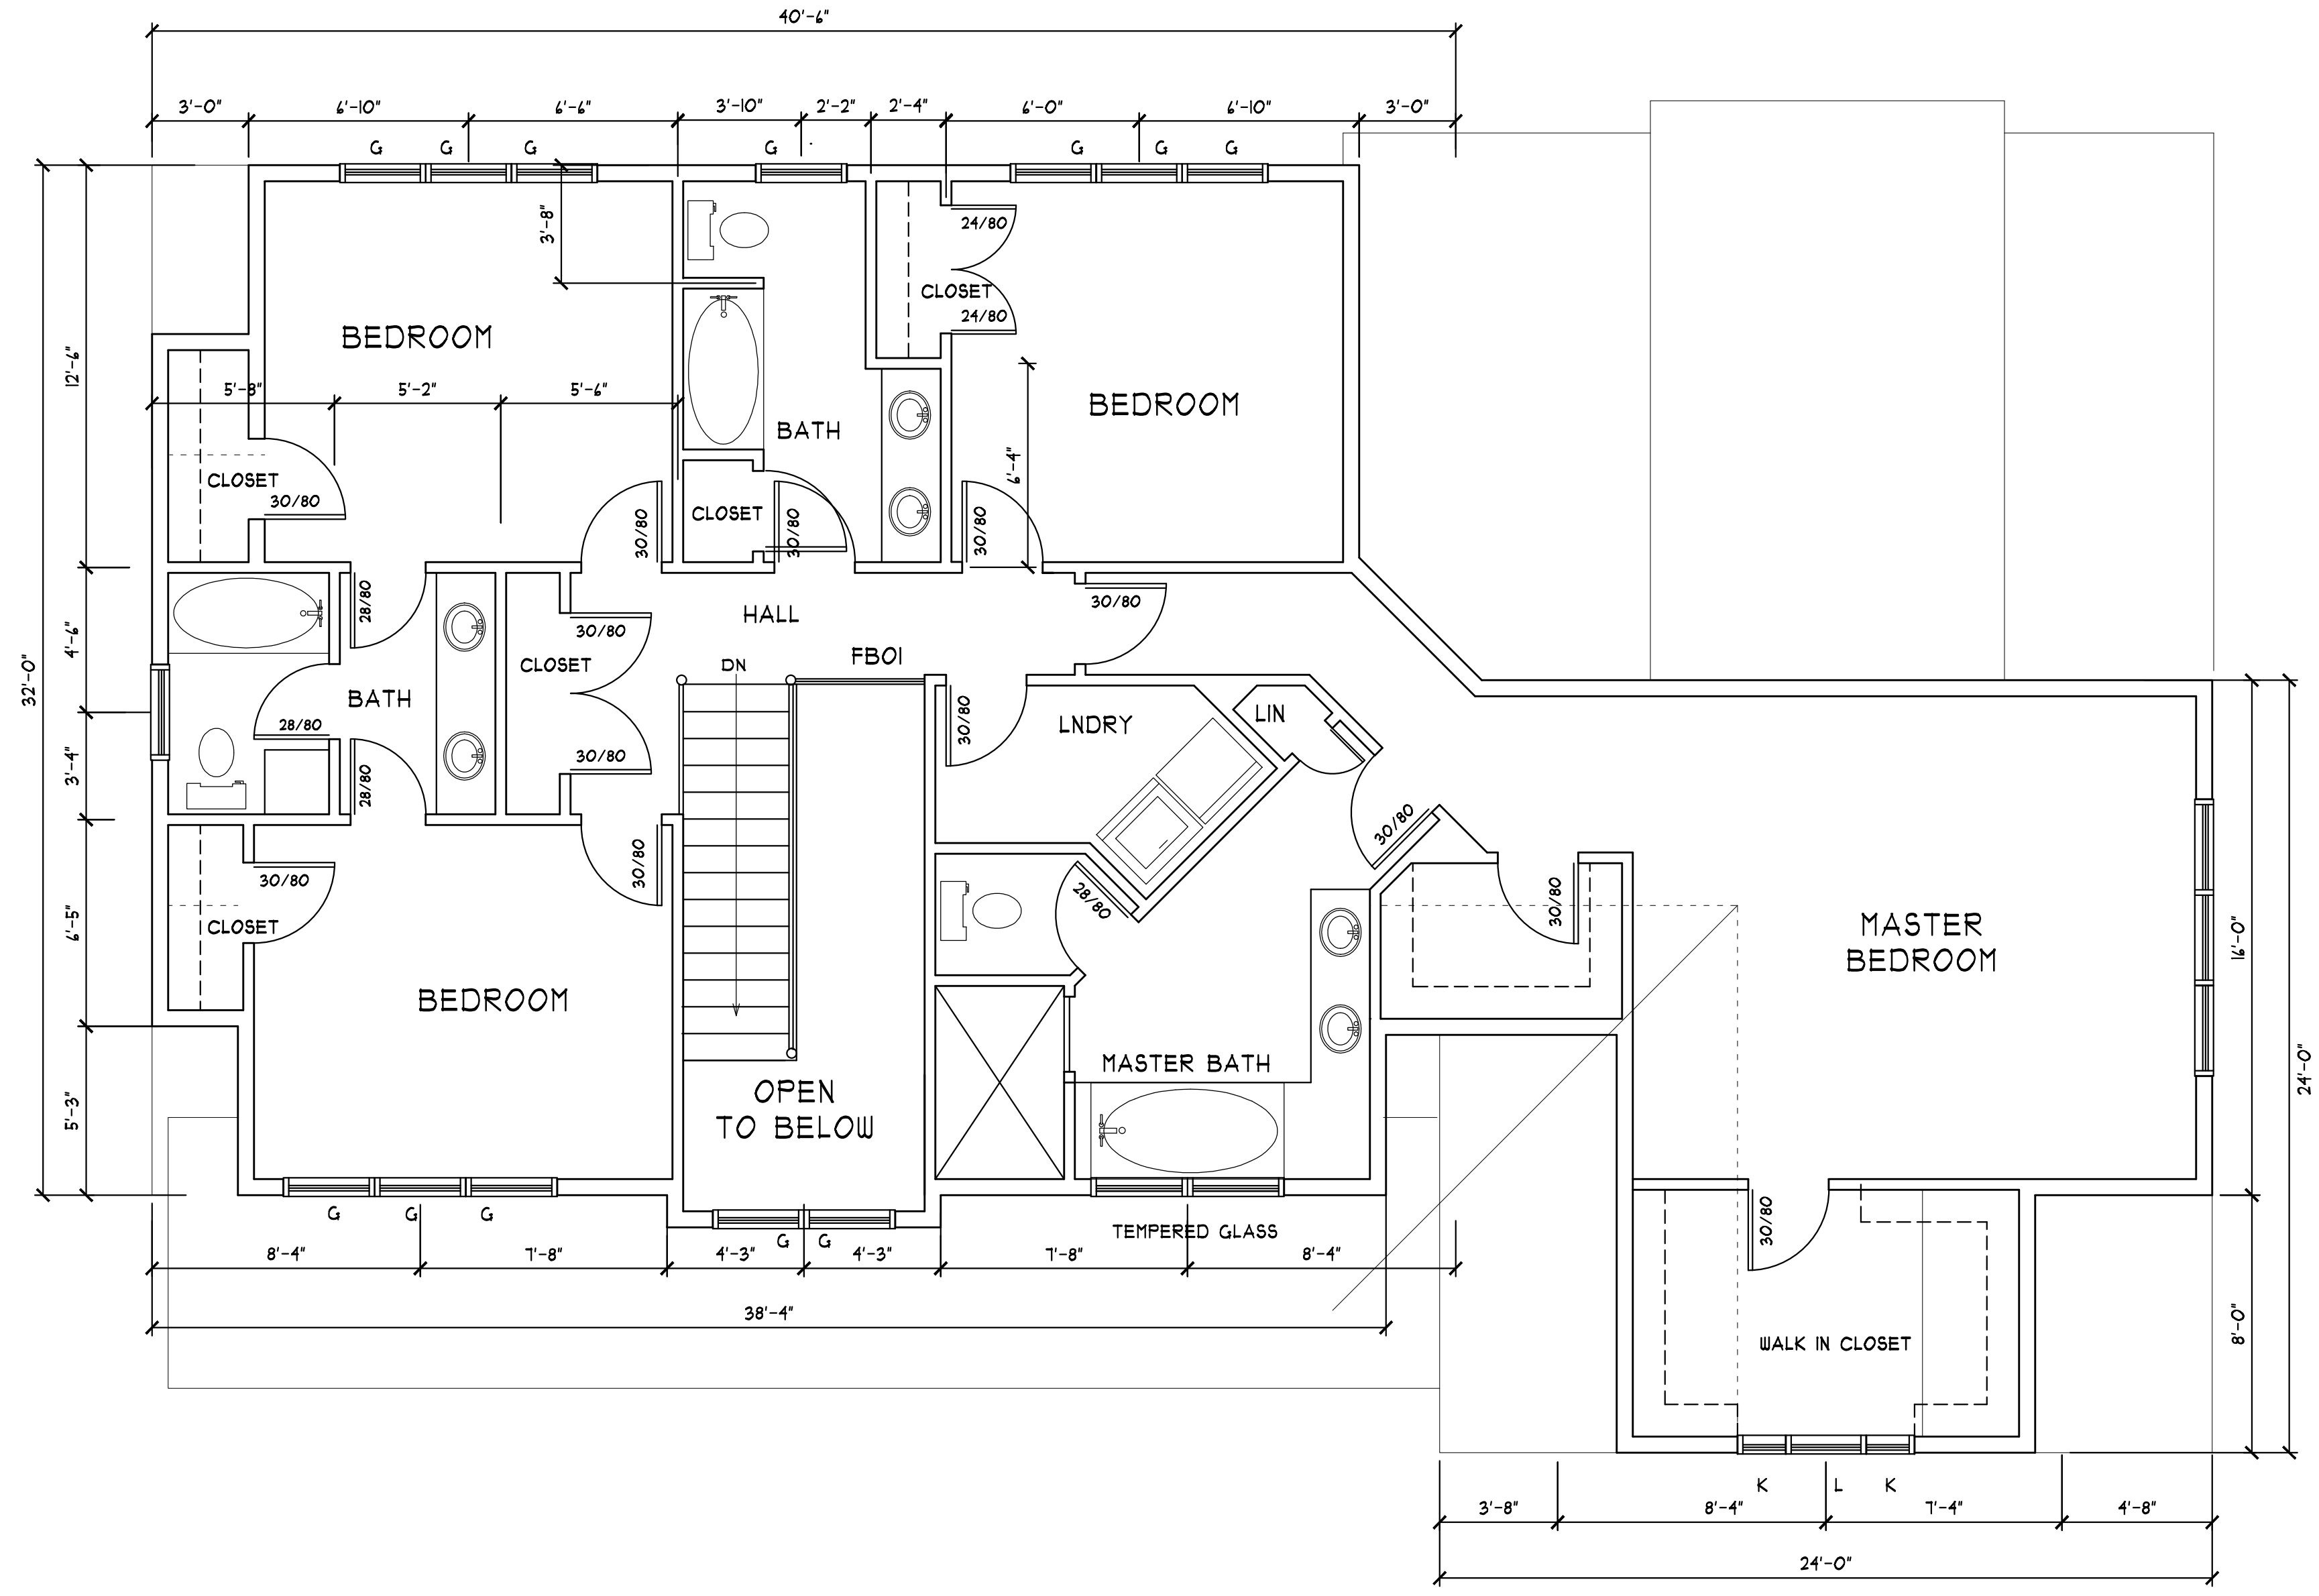 40'-6"
3'-0" 6'-10" 6'-6" 3'-10" 2'-2" 2'-4" 6'-0" 6'-10" 3'-0"
G G G G G G G
3'-8"
24/80
CLOSET
24/80
BEDROOM
12'-6"
5'-8" 5'-2" 5'-6"
BEDROOM
BATH
6'-4"
CLOSET
30/80
CLOSET
30/80
30/80
30/80
28/80
30/80
HALL
30/80
4'-6"
32'-0"
CLOSET
DN
FB01
BATH
28/80
30/80
LNDRY
LIN
3'-4"
28/80
30/80
30/80
30/80
30/80
CLOSET
28/80
30/80
30/80
6'-5"
MASTER
BEDROOM
16'-0"
BEDROOM
MASTER BATH
24'-0"
5'-3"
OPEN
TO BELOW
G G G
G G
TEMPERED GLASS
30/80
8'-4" 7'-8" 4'-3" 4'-3" 7'-8" 8'-4"
38'-4"
8'-0"
WALK IN CLOSET
K L K
3'-8" 8'-4" 7'-4" 4'-8"
24'-0"